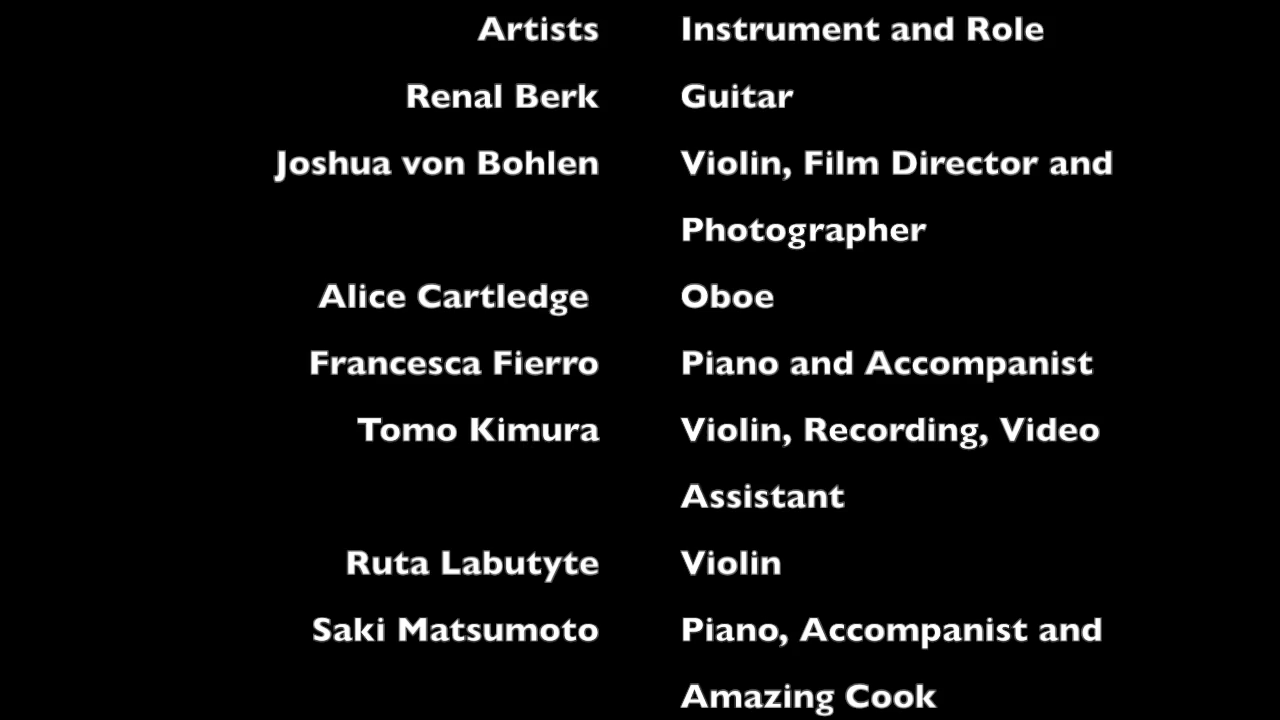 Artists Instrument and Role
Renal Berk Guitar
Joshua von Bohlen Violin, Film Director and
Photographer
Alice Cartledge Oboe
Francesca Fierro Piano and Accompanist
Tomo Kimura Violin, Recording, Video
Assistant
Ruta Labutyte Violin
Saki Matsumoto Piano, Accompanist and
Amazing Cook